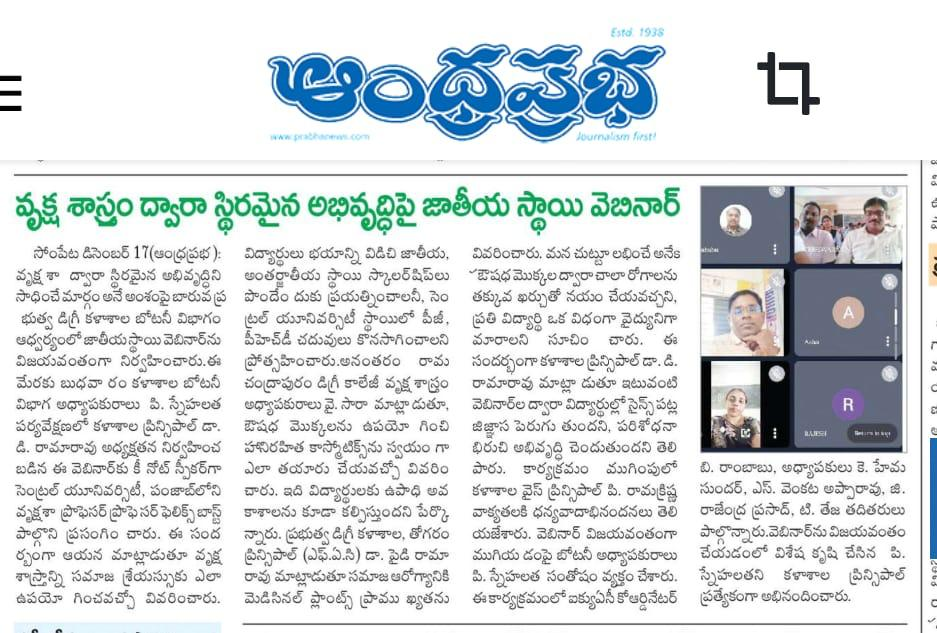 Estd. 1938
ఆంధ్రప్రభ
www.prabhanews.com
Journalism first!
వృక్ష శాస్త్రం ద్వారా స్థిరమైన అభివృద్ధిపై జాతీయ స్థాయి వెబినార్
సోంపేట డిసెంబర్ 17(ఆంధ్రప్రభ):
వృక్ష శా ద్వారా స్థిరమైన అభివృద్ధిని
సాధించే మార్గం అనే అంశంపై బారువ ప్ర
భుత్వ డిగ్రీ కళాశాల బోటనీ విభాగం
ఆధ్వర్యంలో జాతీయ స్థాయి వెబినార్‌ను
విజయవంతంగా నిర్వహించారు.ఈ
మేరకు బుధవా రం కళాశాల బోటనీ
విభాగ అధ్యాపకురాలు పి. స్నేహలత
పర్యవేక్షణలో కళాశాల ప్రిన్సిపాల్ డా.
డి. రామారావు అధ్యక్షతన నిర్వహించ
బడిన ఈ వెబినార్‌కు కీ నోట్ స్పీకర్‌గా
సెంట్రల్ యూనివర్సిటీ, పంజాబ్‌లోని
వృక్షశా ప్రొఫెసర్ ప్రొఫెసర్ ఫెలిక్స్ బాస్ట్
పాల్గొని ప్రసంగిం చారు. ఈ సంద
ర్భంగా ఆయన మాట్లాడుతూ వృక్ష
శాస్త్రాన్ని సమాజ శ్రేయస్సుకు ఎలా
ఉపయో గించవచ్చో వివరించారు.
విద్యార్థులు భయాన్ని విడిచి జాతీయ,
అంతర్జాతీయ స్థాయి స్కాలర్‌షిప్‌లు
పొందేం దుకు ప్రయత్నించాలనీ, సెం
ట్రల్ యూనివర్సిటీ స్థాయిలో పీజీ,
పీహెచ్‌డీ చదువులు కొనసాగించాలని
ప్రోత్సహించారు.అనంతరం రామ
చంద్రాపురం డిగ్రీ కాలేజీ వృక్ష శాస్త్రం
అధ్యాపకురాలు వై. సారా మాట్లాడుతూ,
ఔషధ మొక్కలను ఉపయో గించి
హానిరహిత కాస్మోటిక్స్‌ను స్వయం గా
ఎలా తయారు చేయవచ్చో వివరిం
చారు. ఇది విద్యార్థులకు ఉపాధి అవ
కాశాలను కూడా కల్పిస్తుందని పేర్కొ
న్నారు. ప్రభుత్వ డిగ్రీ కళాశాల, తోగరం
ప్రిన్సిపాల్ (ఎఫ్.ఏ.సి) డా. పైడి రామా
రావు మాట్లాడుతూ సమాజ ఆరోగ్యానికి
మెడిసినల్ ప్లాంట్స్ ప్రాము ఖ్యతను
వివరించారు. మన చుట్టూ లభించే అనేక
ఔషధ మొక్కల ద్వారా చాలా రోగాలను
తక్కువ ఖర్చుతో నయం చేయవచ్చని,
ప్రతి విద్యార్థి ఒక విధంగా వైద్యునిగా
మారాలని సూచిం చారు. ఈ
సందర్భంగా కళాశాల ప్రిన్సిపాల్ డా. డి.
రామారావు మాట్లా డుతూ ఇటువంటి
వెబినార్‌ల ద్వారా విద్యార్థుల్లో సైన్స్ పట్ల
జిజ్ఞాస పెరుగు తుందని, పరిశోధనా
భిరుచి అభివృద్ధి చెందుతుందని తెలి
పారు. కార్యక్రమం ముగింపులో
కళాశాల వైస్ ప్రిన్సిపాల్ పి. రామకృష్ణ
వాక్యతలకి ధన్యవాదాభినందనలు తెలి
యజేశారు. వెబినార్ విజయవంతంగా
ముగియ డంపై బోటనీ అధ్యాపకురాలు
పి. స్నేహలత సంతోషం వ్యక్తం చేశారు.
ఈ కార్యక్రమంలో ఐక్యుఏసీ కోఆర్డినేటర్
A
Asha
R
RAJESH
Return to top
బి. రాంబాబు, అధ్యాపకులు కె. హేమ
సుందర్, ఎస్. వెంకట అప్పారావు, జి.
రాజేంద్ర ప్రసాద్, టి. తేజ తదితరులు
పాల్గొన్నారు.వెబినార్‌ను విజయవంతం
చేయడంలో విశేష కృషి చేసిన పి.
స్నేహలతని కళాశాల ప్రిన్సిపాల్
ప్రత్యేకంగా అభినందించారు.